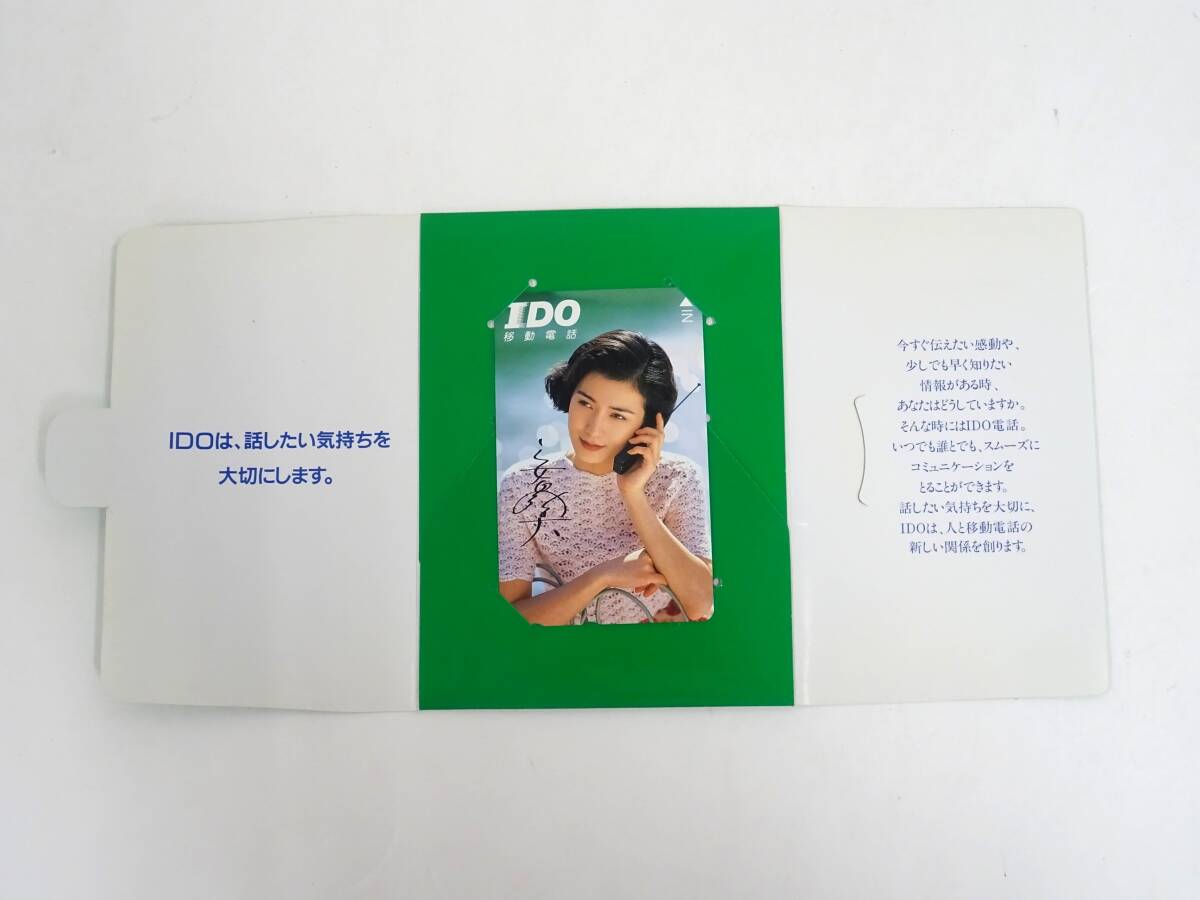 IDOは、話したい気持ちを
大切にします。
IDO
移動電話
IN
今すぐ伝えたい感動や、
少しでも早く知りたい
情報がある時、
あなたはどうしていますか。
そんな時にはIDO電話。
いつでも誰とでも、スムーズに
コミュニケーションを
とることができます。
話したい気持ちを大切に、
IDOは、人と移動電話の
新しい関係を創ります。